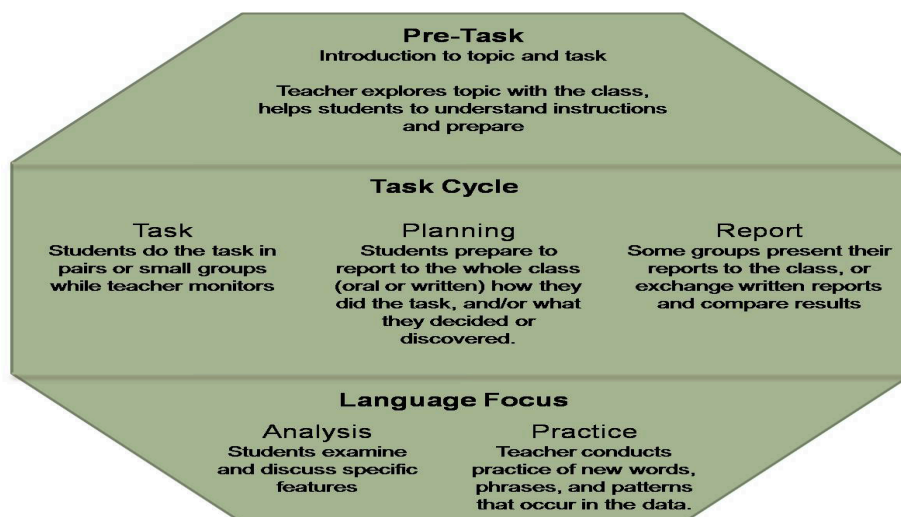 Pre-Task
Introduction to topic and task
Teacher explores topic with the class,
helps students to understand instructions
and prepare
Task Cycle
Task
Students do the task in
pairs or small groups
while teacher monitors
Planning
Students prepare to
report to the whole class
(oral or written) how they
did the task, and/or what
they decided or
discovered.
Report
Some groups present their
reports to the class, or
exchange written reports
and compare results
Language Focus
Analysis
Students examine
and discuss specific
features
Practice
Teacher conducts
practice of new words,
phrases, and patterns
that occur in the data.